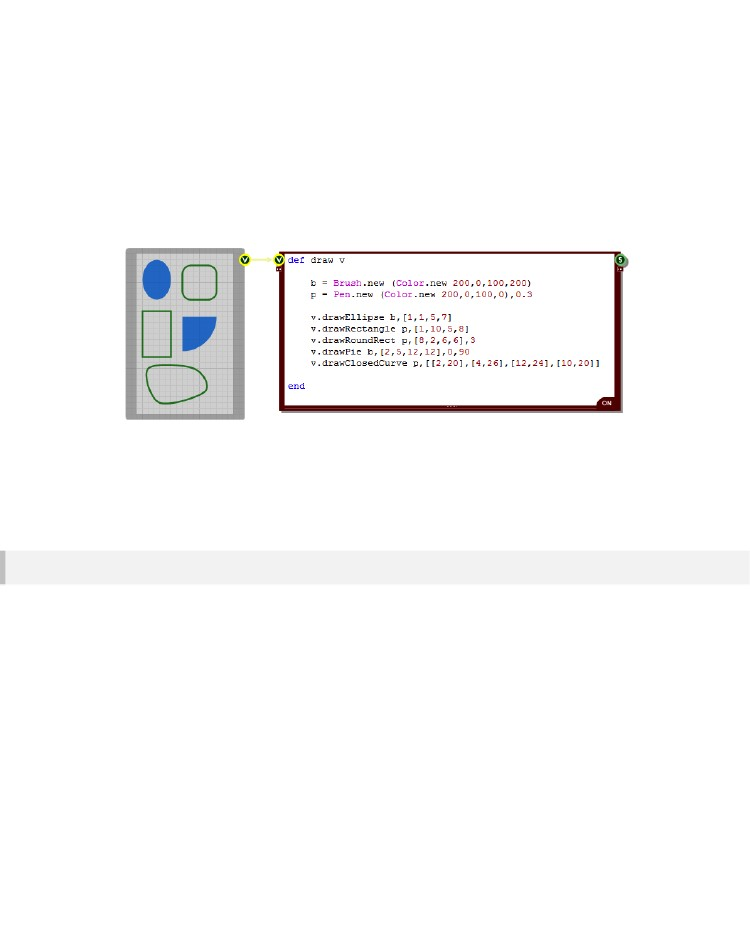 V
V
def draw v
S
b = Brush.new (Color.new 200,0,100,200)
p = Pen.new (Color.new 200,0,100,0),0.3
v.drawEllipse b,[1,1,5,7]
v.drawRectangle p,[1,10,5,8]
v.drawRoundRect p,[8,2,6,6],3
v.drawPie b,[2,5,12,12],0,90
v.drawClosedCurve p,[[2,20],[4,26],[12,24],[10,20]]
end
ON